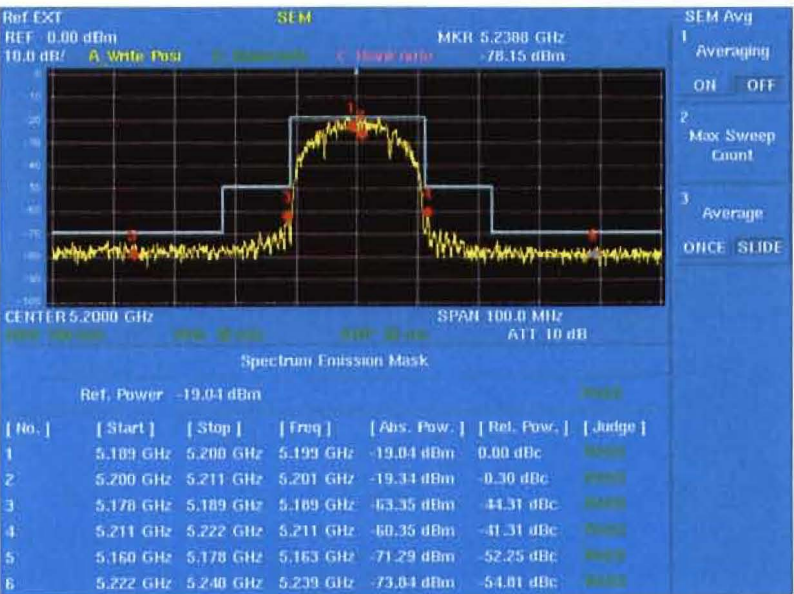 Ref EXT SEM
REF 0.00 dBm MKR 5.2388 GHz
10.0 dB/ A Write Posi -78.15 dBm
SEM Avg
1
Averaging
ON OFF
2
Max Sweep
Count
3
Average
ONCE SLIDE
CENTER 5.2000 GHz SPAN 100.0 MHz
ATT 10 dB
Spectrum Emission Mask
Ref. Power -19.04 dBm
[ No. ] [ Start ] [ Stop ] [ Freq ] [ Abs. Pow. ] [ Rel. Pow. ] [ Judge ]
1 5.189 GHz 5.200 GHz 5.199 GHz -19.04 dBm 0.00 dBc
2 5.200 GHz 5.211 GHz 5.201 GHz -19.34 dBm -0.30 dBc
3 5.178 GHz 5.189 GHz 5.189 GHz -63.35 dBm -44.31 dBc
4 5.211 GHz 5.222 GHz 5.211 GHz -60.35 dBm -41.31 dBc
5 5.160 GHz 5.178 GHz 5.163 GHz -71.29 dBm -52.25 dBc
6 5.222 GHz 5.240 GHz 5.239 GHz -73.84 dBm -54.81 dBc